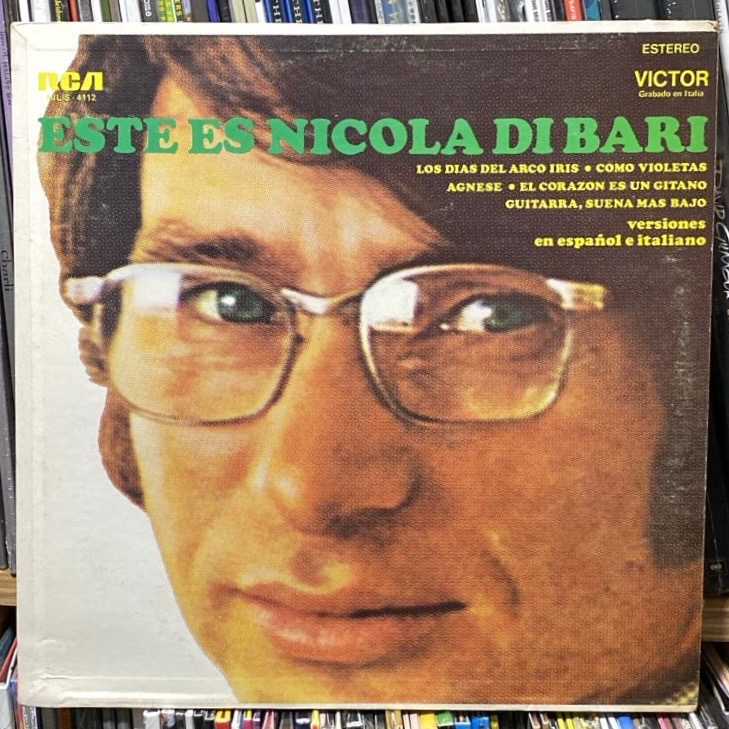 ESTEREO
RCA
VICTOR
Grabado en Italia
ESTE ES NICOLA DI BARI
LOS DIAS DEL ARCO IRIS • COMO VIOLETAS
AGNESE • EL CORAZON ES UN GITANO
GUITARRA, SUENA MAS BAJO
versiones
en español e italiano